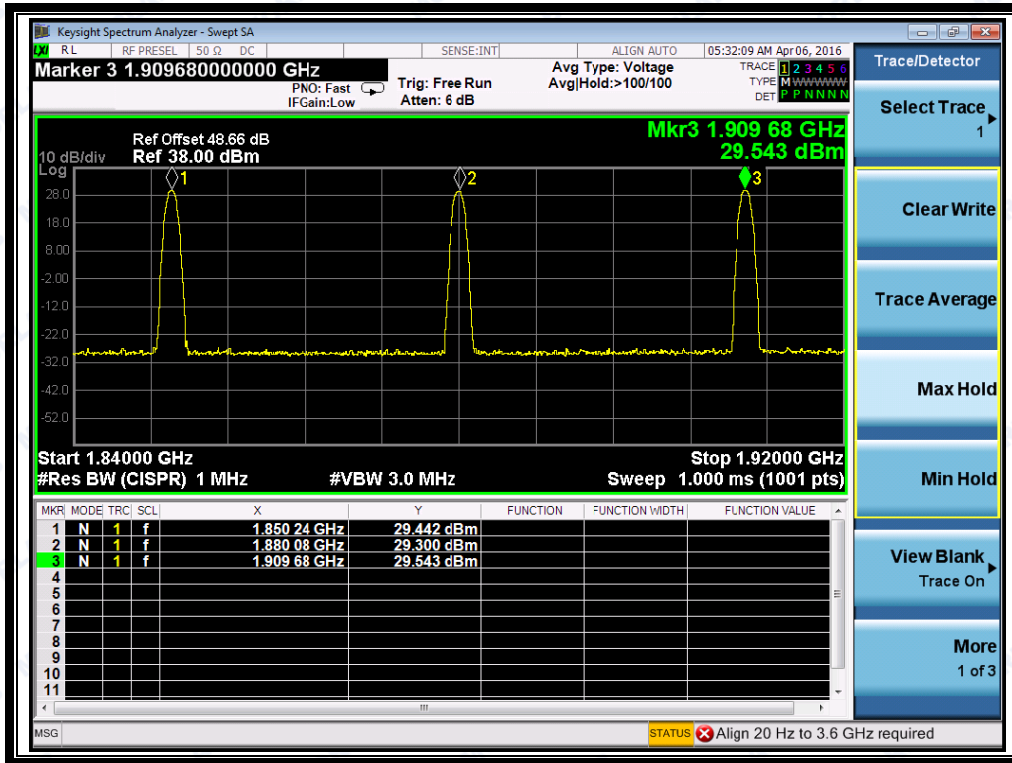 Keysight Spectrum Analyzer - Swept SA
LXI RL RF PRESEL 50 Ω DC SENSE:INT ALIGN AUTO 05:32:09 AM Apr 06, 2016
Marker 3 1.909680000000 GHz
PNO: Fast
IFGain:Low
Trig: Free Run
Atten: 6 dB
Avg Type: Voltage
Avg|Hold:>100/100
TRACE 1 2 3 4 5 6
TYPE M W W W W W
DET P P N N N N
Mkr3 1.909 68 GHz
29.543 dBm
Ref Offset 48.66 dB
10 dB/div Ref 38.00 dBm
Log
1
2
3
28.0
18.0
8.00
-2.00
-12.0
-22.0
-32.0
-42.0
-52.0
Start 1.84000 GHz Stop 1.92000 GHz
#Res BW (CISPR) 1 MHz #VBW 3.0 MHz Sweep 1.000 ms (1001 pts)
MKR MODE TRC SCL X Y FUNCTION FUNCTION WIDTH FUNCTION VALUE
1 N 1 f 1.850 24 GHz 29.442 dBm
2 N 1 f 1.880 08 GHz 29.300 dBm
3 N 1 f 1.909 68 GHz 29.543 dBm
4
5
6
7
8
9
10
11
MSG STATUS Align 20 Hz to 3.6 GHz required
Trace/Detector
Select Trace
1
Clear Write
Trace Average
Max Hold
Min Hold
View Blank
Trace On
More
1 of 3